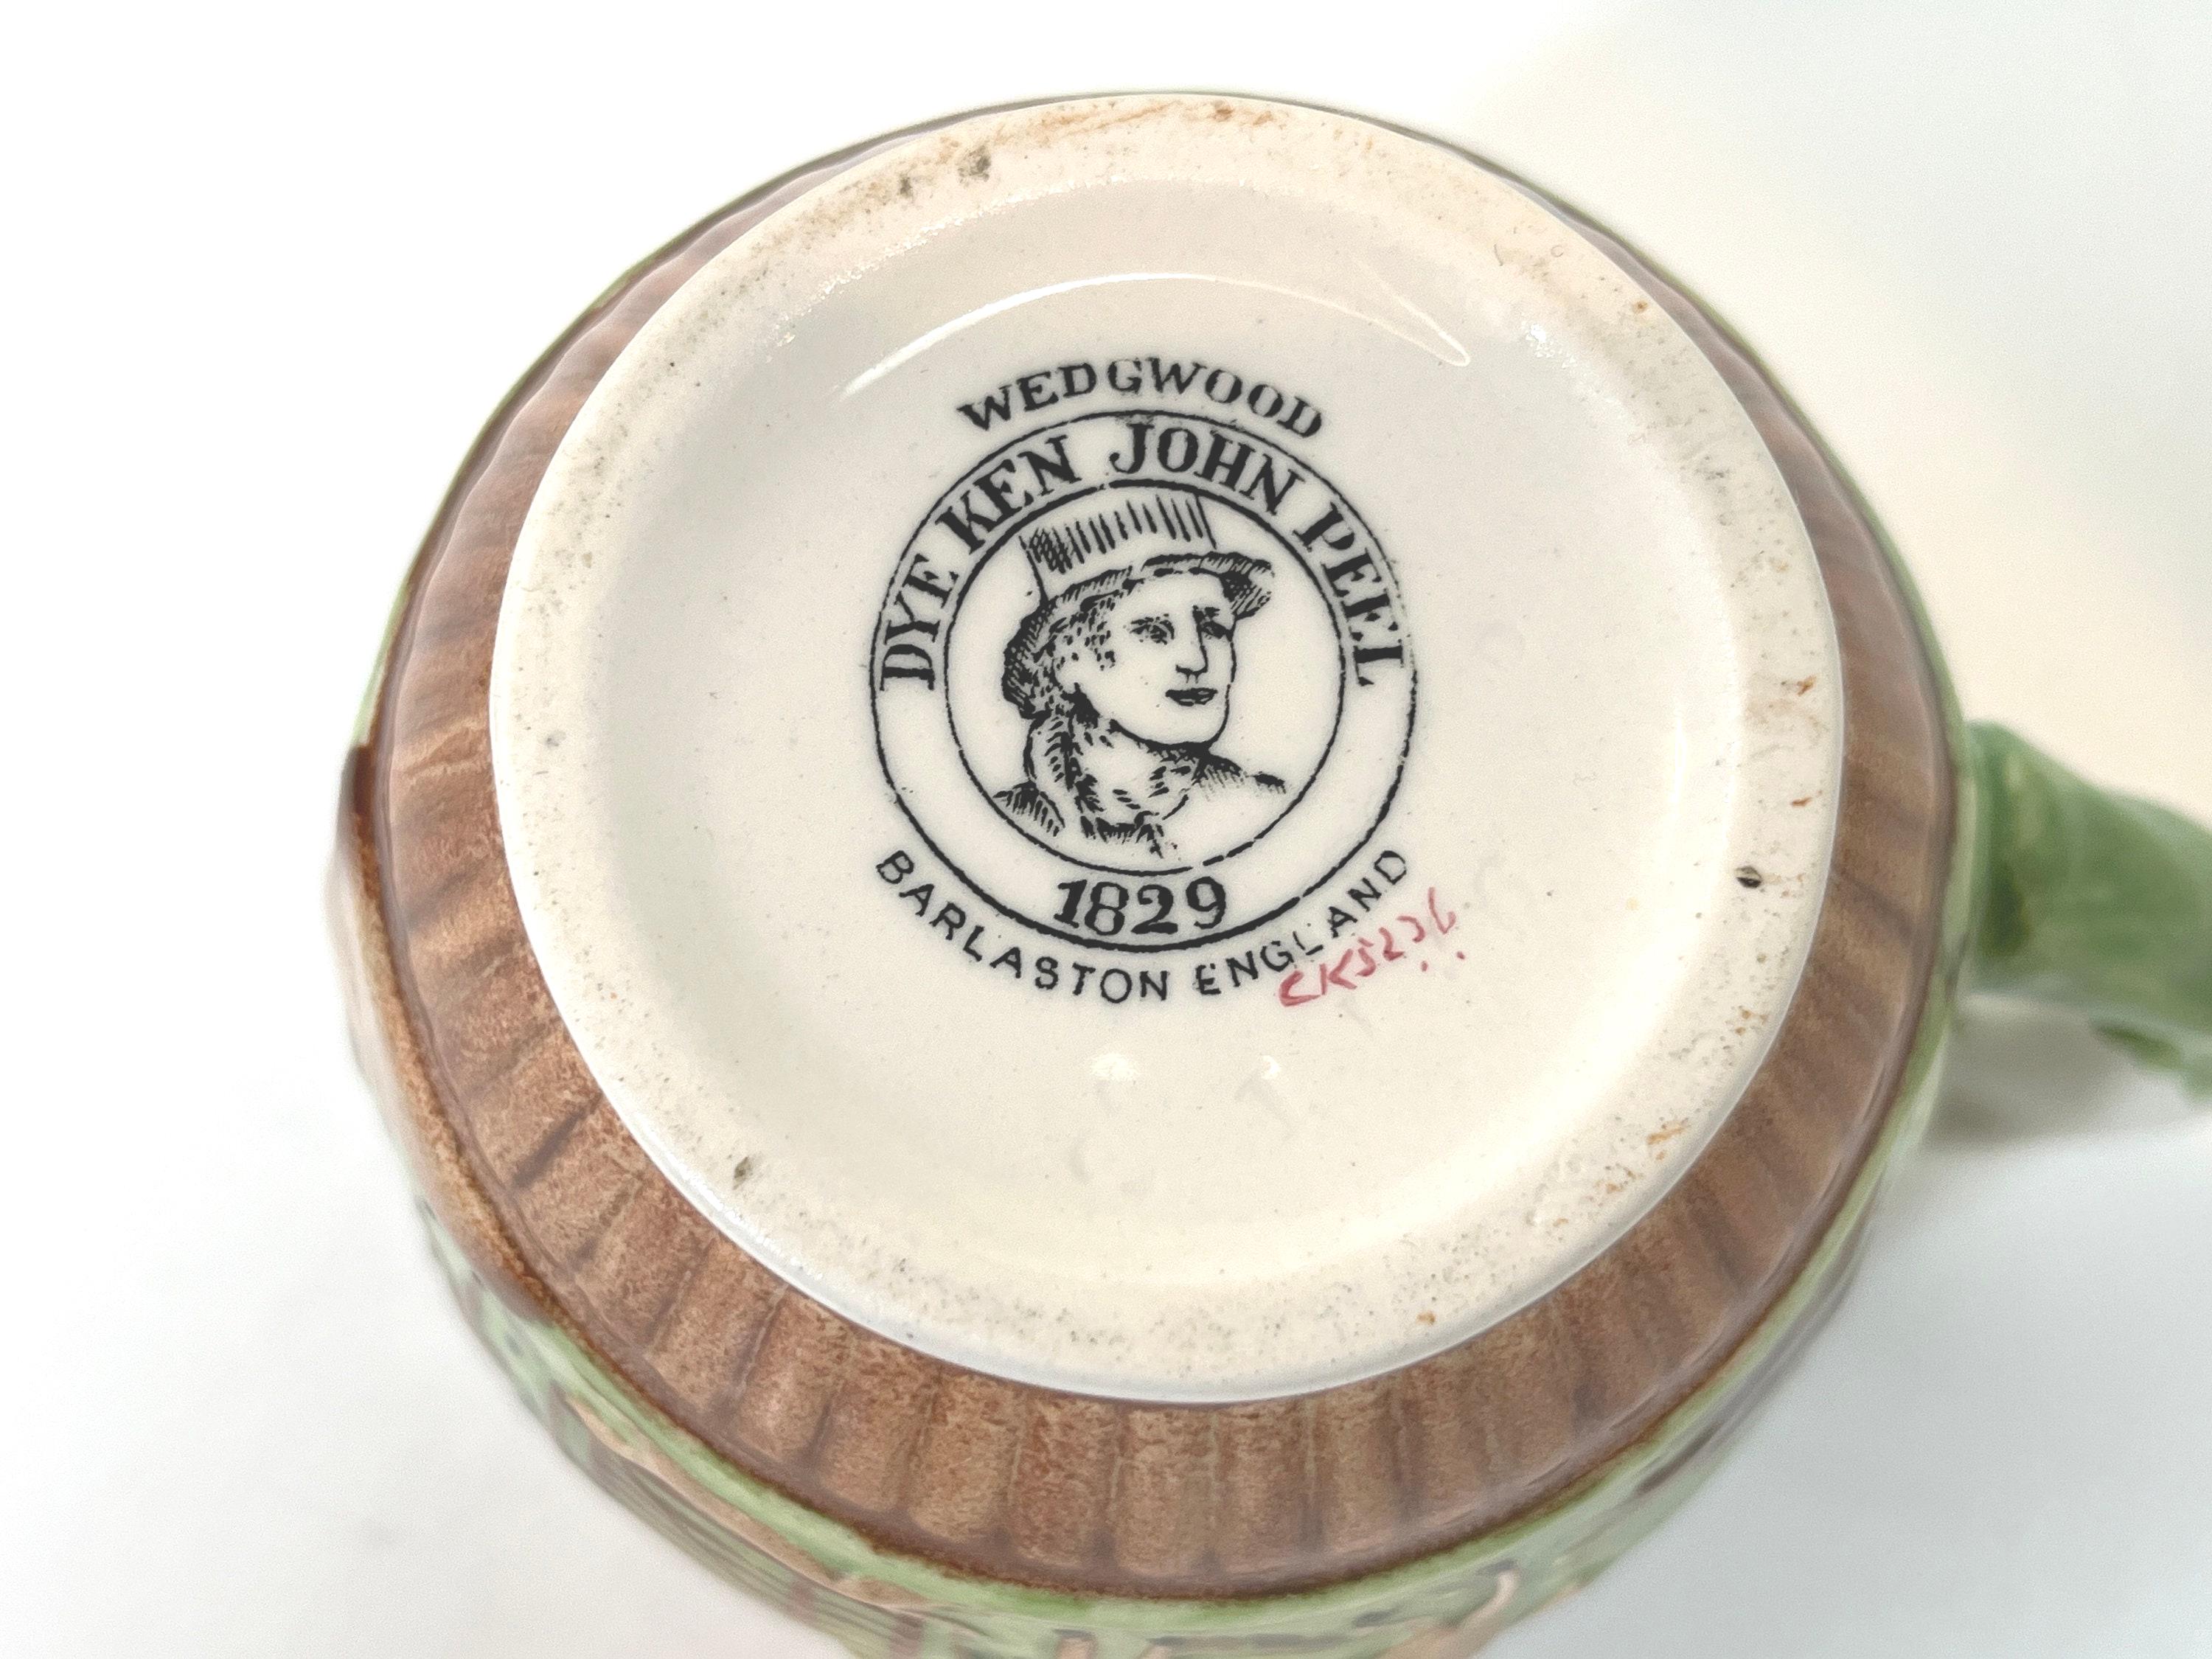 WEDGWOOD
DYE KEN JOHN PEEL
1829
BARLASTON ENGLAND